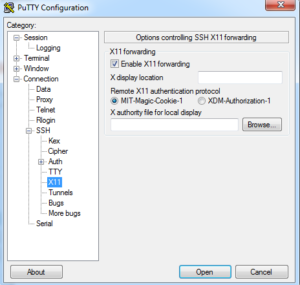 PuTTY Configuration
Category:
Session
Logging
Terminal
Window
Connection
Data
Proxy
Telnet
Rlogin
SSH
Kex
Cipher
Auth
TTY
X11
Tunnels
Bugs
More bugs
Serial
Options controlling SSH X11 forwarding
X11 forwarding
Enable X11 forwarding
X display location
Remote X11 authentication protocol
MIT-Magic-Cookie-1 XDM-Authorization-1
X authority file for local display
Browse...
About Open Cancel